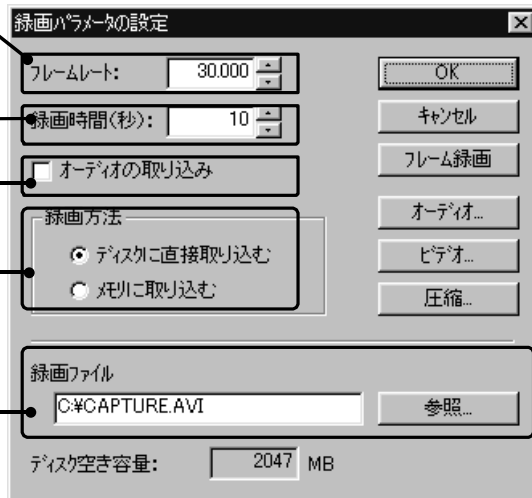 録画パラメータの設定
フレームレート: 30.000
録画時間(秒): 10
オーディオの取り込み
録画方法
ディスクに直接取り込む
メモリに取り込む
OK
キャンセル
フレーム録画
オーディオ...
ビデオ...
圧縮...
録画ファイル
C:¥CAPTURE.AVI
参照...
ディスク空き容量: 2047 MB